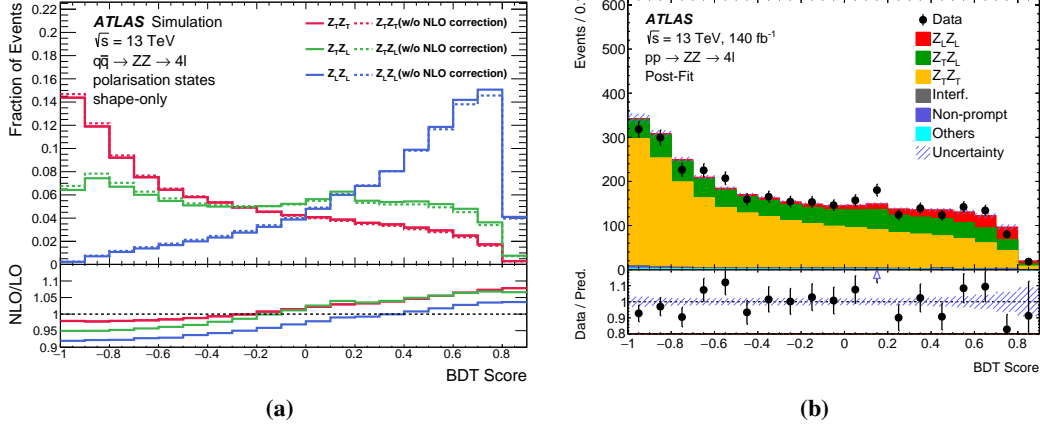 ATLAS Simulation
√s = 13 TeV
qq̄ → ZZ → 4l
polarisation states
shape-only
Z_TZ_T Z_TZ_T(w/o NLO correction)
Z_TZ_L Z_TZ_L(w/o NLO correction)
Z_LZ_L Z_LZ_L(w/o NLO correction)
Fraction of Events
0.22
0.2
0.18
0.16
0.14
0.12
0.1
0.08
0.06
0.04
0.02
0
NLO/LO
1.1
1.05
1
0.95
0.9
−1 −0.8 −0.6 −0.4 −0.2 0 0.2 0.4 0.6 0.8
BDT Score
(a)
ATLAS
√s = 13 TeV, 140 fb⁻¹
pp → ZZ → 4l
Post-Fit
Data
Z_LZ_L
Z_TZ_L
Z_TZ_T
Interf.
Non-prompt
Others
Uncertainty
Events / 0.
600
500
400
300
200
100
0
Data / Pred.
1.2
1.1
1
0.9
0.8
−1 −0.8 −0.6 −0.4 −0.2 0 0.2 0.4 0.6 0.8
BDT Score
(b)